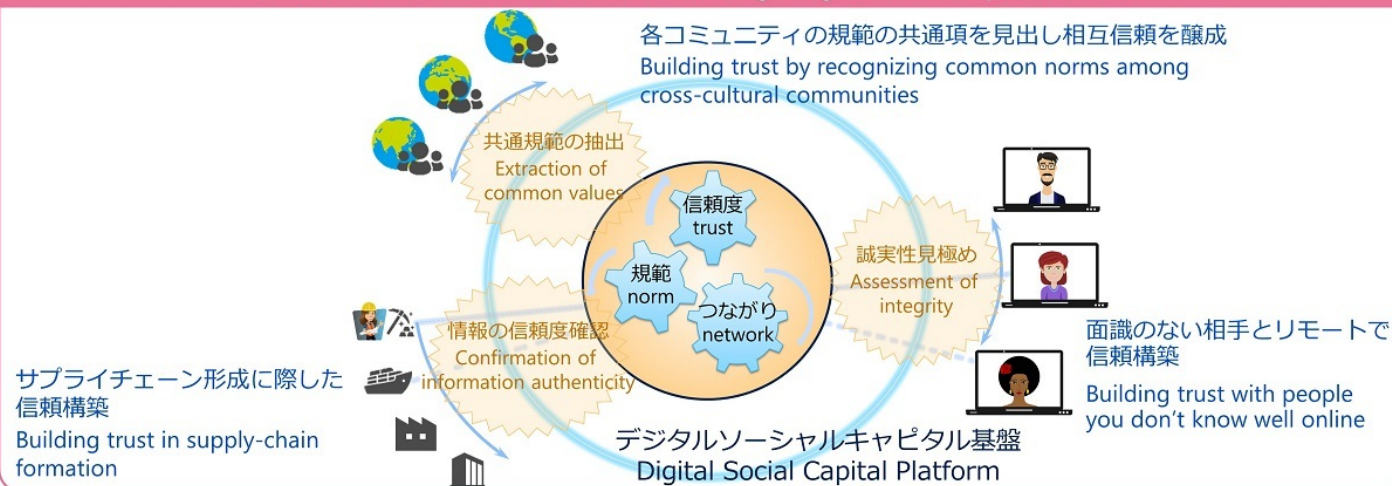 各コミュニティの規範の共通項を見出し相互信頼を醸成
Building trust by recognizing common norms among
cross-cultural communities
共通規範の抽出
Extraction of
common values
信頼度
trust
規範
norm
つながり
network
誠実性見極め
Assessment of
integrity
情報の信頼度確認
Confirmation of
information authenticity
サプライチェーン形成に際した
信頼構築
Building trust in supply-chain
formation
面識のない相手とリモートで
信頼構築
Building trust with people
you don't know well online
デジタルソーシャルキャピタル基盤
Digital Social Capital Platform